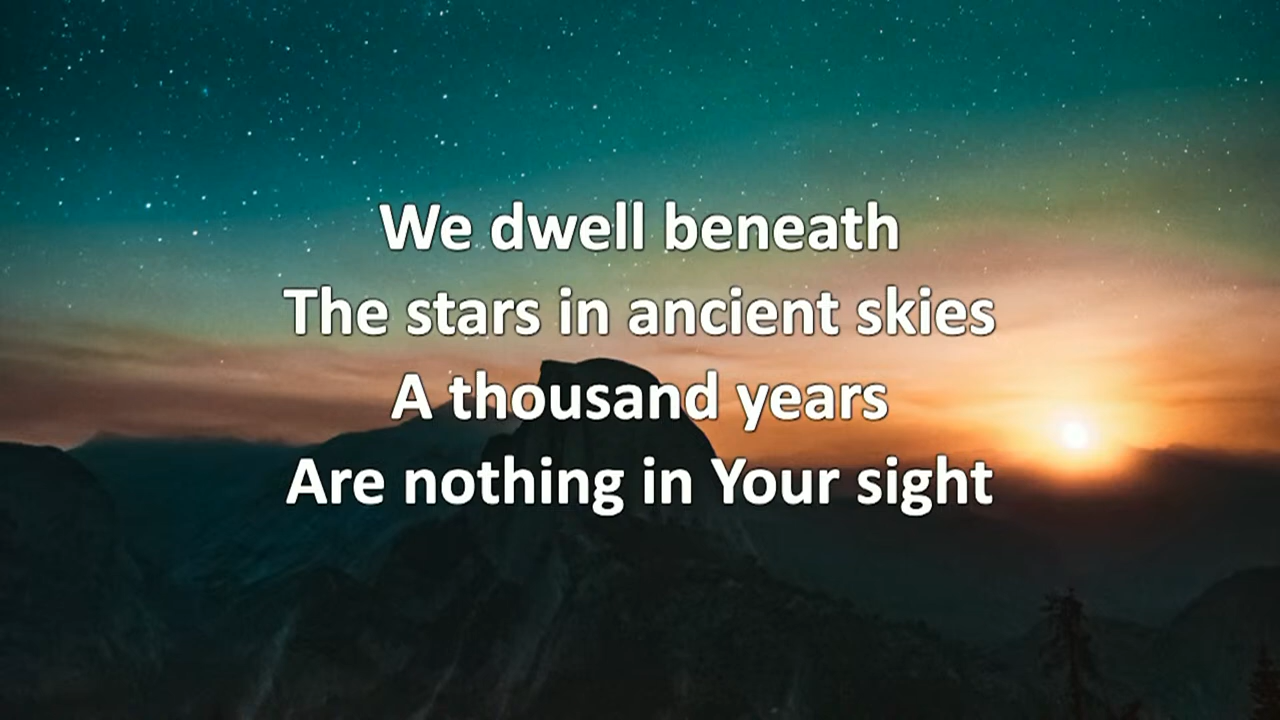 We dwell beneath
The stars in ancient skies
A thousand years
Are nothing in Your sight